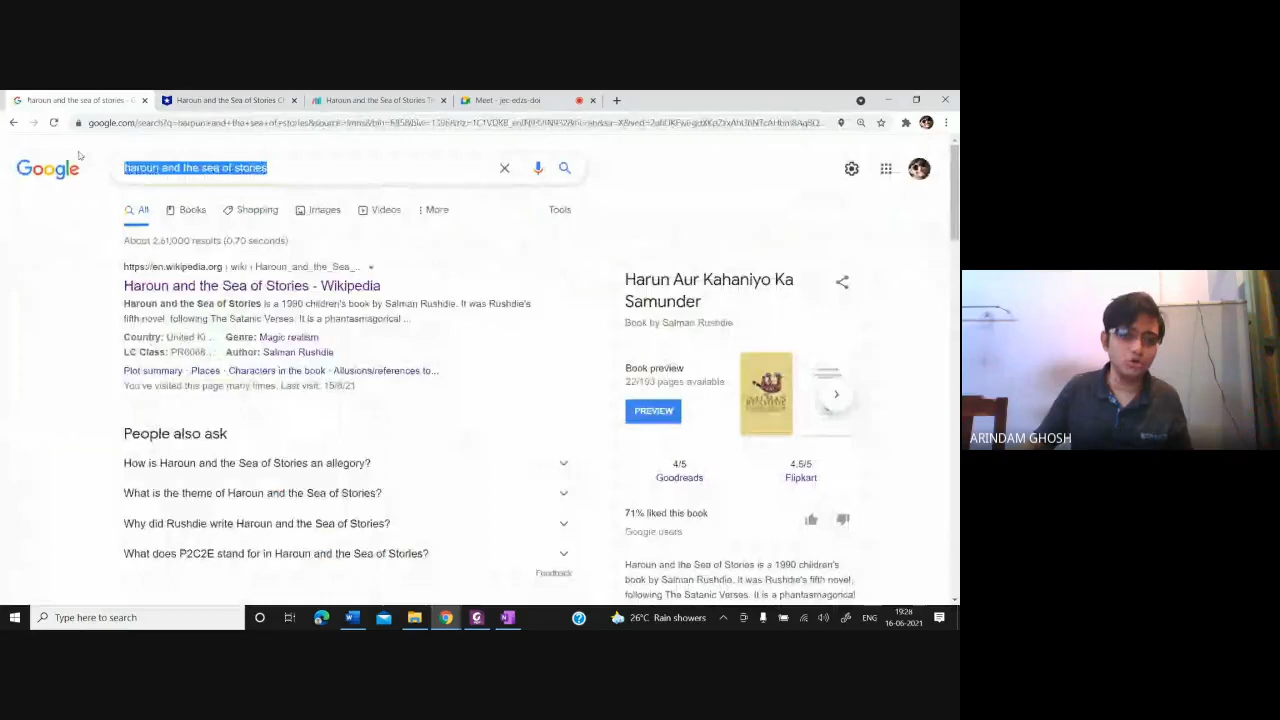 haroun and the sea of stories - G
Haroun and the Sea of Stories C
Haroun and the Sea of Stories T
Meet - jec-edzs-
Google
haroun and the sea of stories
All
Books
Shopping
Images
Videos
More
Tools
About 2,61,000 results (0.70 seconds)
https://en.wikipedia.org › wiki › Haroun_and_the_Sea_...
Haroun and the Sea of Stories - Wikipedia
Haroun and the Sea of Stories is a 1990 children's book by Salman Rushdie. It was Rushdie's
fifth novel, following The Satanic Verses. It is a phantasmagorical ...
Country: United Ki... Genre: Magic realism
LC Class: PR6068... Author: Salman Rushdie
Plot summary · Places · Characters in the book · Allusions/references to...
You've visited this page many times. Last visit: 15/6/21
People also ask
How is Haroun and the Sea of Stories an allegory?
What is the theme of Haroun and the Sea of Stories?
Why did Rushdie write Haroun and the Sea of Stories?
What does P2C2E stand for in Haroun and the Sea of Stories?
Feedback
Harun Aur Kahaniyo Ka
Samunder
Book by Salman Rushdie
Book preview
22/193 pages available
PREVIEW
4/5
Goodreads
4.5/5
Flipkart
71% liked this book
Google users
Haroun and the Sea of Stories is a 1990 children's
book by Salman Rushdie. It was Rushdie's fifth novel,
following The Satanic Verses. It is a phantasmagorical
ARINDAM GHOSH
Type here to search
26°C Rain showers
ENG
19:28
16-06-2021